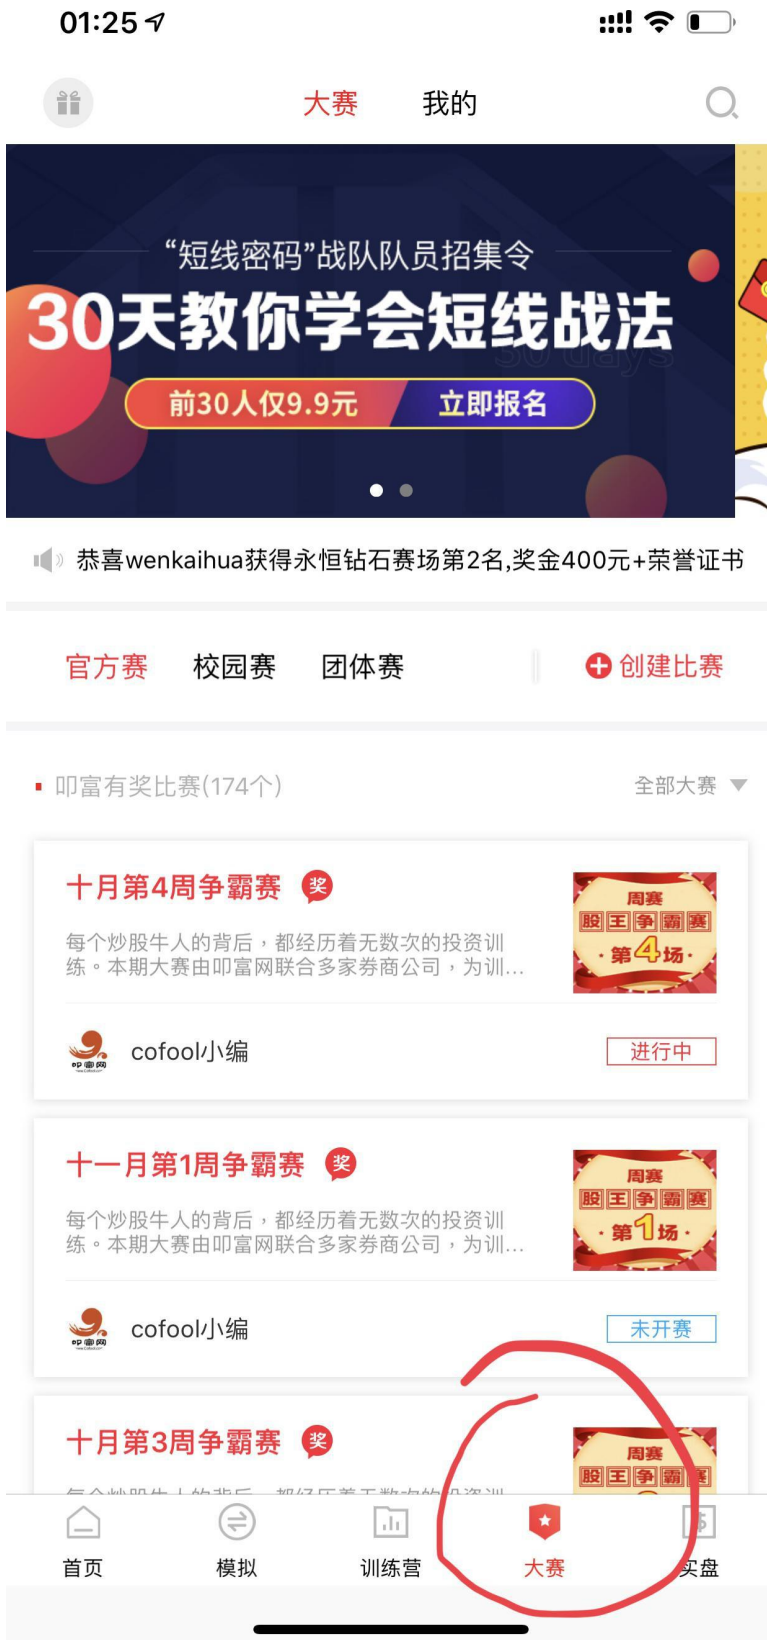 01:25
大赛 我的
“短线密码”战队队员招集令
30天教你学会短线战法
30 days
前30人仅9.9元 立即报名
恭喜wenkaihua获得永恒钻石赛场第2名,奖金400元+荣誉证书
官方赛 校园赛 团体赛 创建比赛
叩富有奖比赛(174个) 全部大赛
十月第4周争霸赛 奖
每个炒股牛人的背后，都经历着无数次的投资训
练。本期大赛由叩富网联合多家券商公司，为训...
周赛
股王争霸赛
·第4场·
叩富网
cofool小编
进行中
十一月第1周争霸赛 奖
每个炒股牛人的背后，都经历着无数次的投资训
练。本期大赛由叩富网联合多家券商公司，为训...
周赛
股王争霸赛
·第1场·
叩富网
cofool小编
未开赛
十月第3周争霸赛 奖
周赛
股王争霸赛
首页 模拟 训练营 大赛 实盘